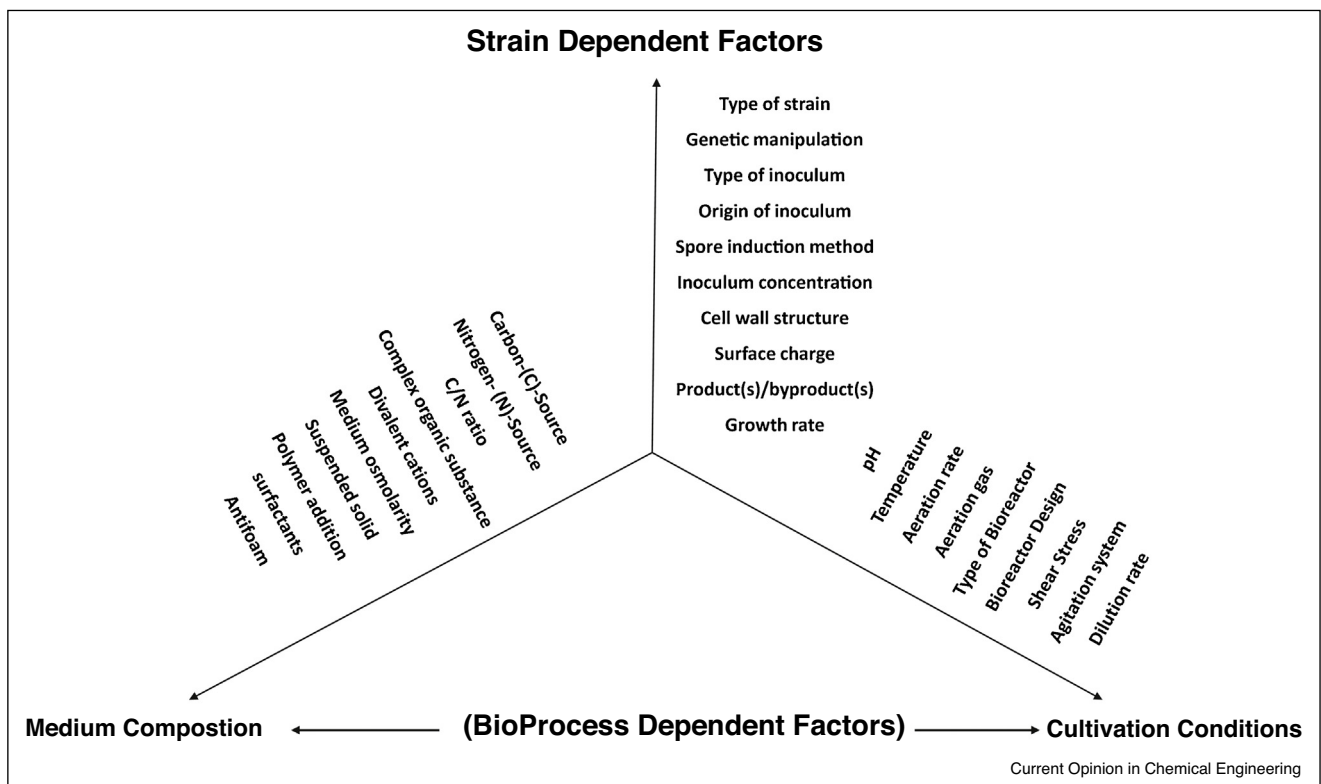 Strain Dependent Factors
Type of strain
Genetic manipulation
Type of inoculum
Origin of inoculum
Spore induction method
Inoculum concentration
Cell wall structure
Surface charge
Product(s)/byproduct(s)
Growth rate
Carbon-(C)-Source
Nitrogen- (N)-Source
C/N ratio
Complex organic substance
Divalent cations
Medium osmolarity
Suspended solid
Polymer addition
surfactants
Antifoam
pH
Temperature
Aeration rate
Aeration gas
Type of Bioreactor
Bioreactor Design
Shear Stress
Agitation system
Dilution rate
Medium Compostion
(BioProcess Dependent Factors)
Cultivation Conditions
Current Opinion in Chemical Engineering